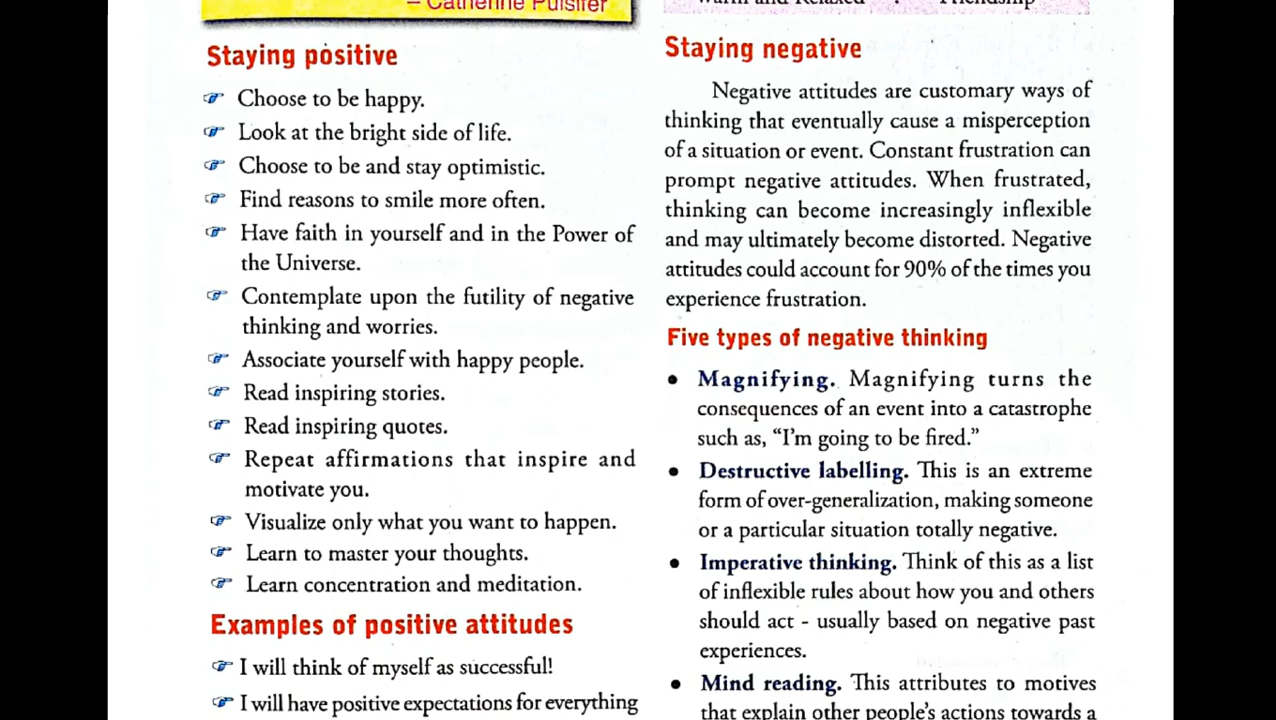 – Catherine Pulsifer
Staying positive
Choose to be happy.
Look at the bright side of life.
Choose to be and stay optimistic.
Find reasons to smile more often.
Have faith in yourself and in the Power of
the Universe.
Contemplate upon the futility of negative
thinking and worries.
Associate yourself with happy people.
Read inspiring stories.
Read inspiring quotes.
Repeat affirmations that inspire and
motivate you.
Visualize only what you want to happen.
Learn to master your thoughts.
Learn concentration and meditation.
Examples of positive attitudes
I will think of myself as successful!
I will have positive expectations for everything
Warm and Relaxed • Friendship
Staying negative
Negative attitudes are customary ways of
thinking that eventually cause a misperception
of a situation or event. Constant frustration can
prompt negative attitudes. When frustrated,
thinking can become increasingly inflexible
and may ultimately become distorted. Negative
attitudes could account for 90% of the times you
experience frustration.
Five types of negative thinking
• Magnifying. Magnifying turns the
consequences of an event into a catastrophe
such as, “I’m going to be fired.”
• Destructive labelling. This is an extreme
form of over-generalization, making someone
or a particular situation totally negative.
• Imperative thinking. Think of this as a list
of inflexible rules about how you and others
should act - usually based on negative past
experiences.
• Mind reading. This attributes to motives
that explain other people’s actions towards a